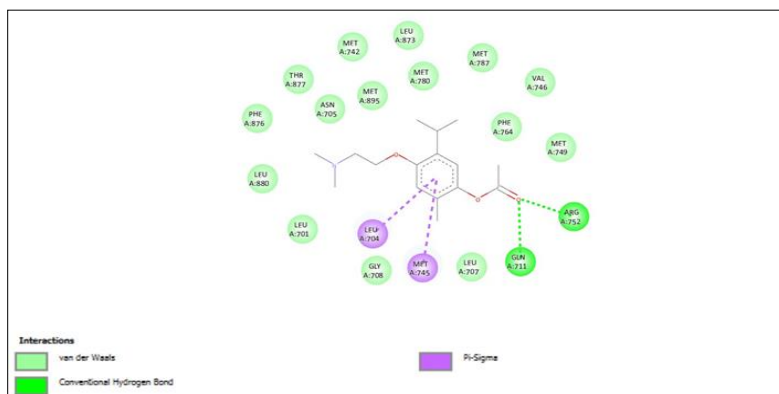 LEU
A:873
MET
A:742
MET
A:787
THR
A:877
MET
A:780
VAL
A:746
ASN
A:705
MET
A:895
PHE
A:876
PHE
A:764
MET
A:749
LEU
A:880
ARG
A:752
LEU
A:701
LEU
A:704
GLY
A:708
MET
A:745
LEU
A:707
GLN
A:711
Interactions
van der Waals
Pi-Sigma
Conventional Hydrogen Bond